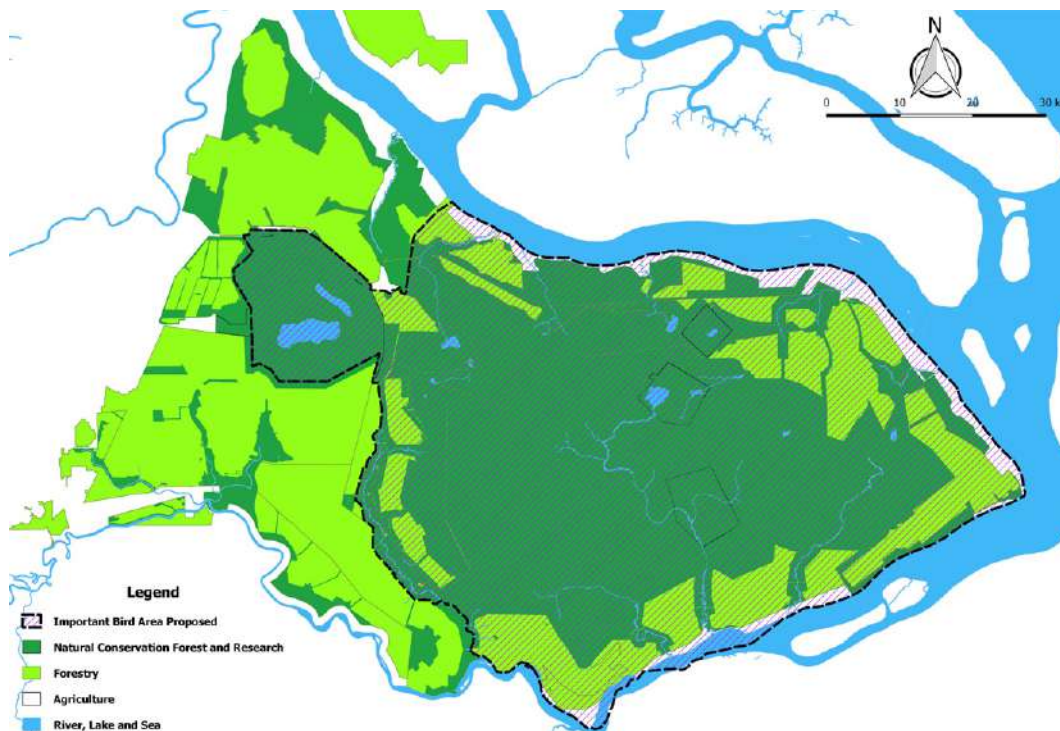 N
0 10 20 30 k
Legend
Important Bird Area Proposed
Natural Conservation Forest and Research
Forestry
Agriculture
River, Lake and Sea